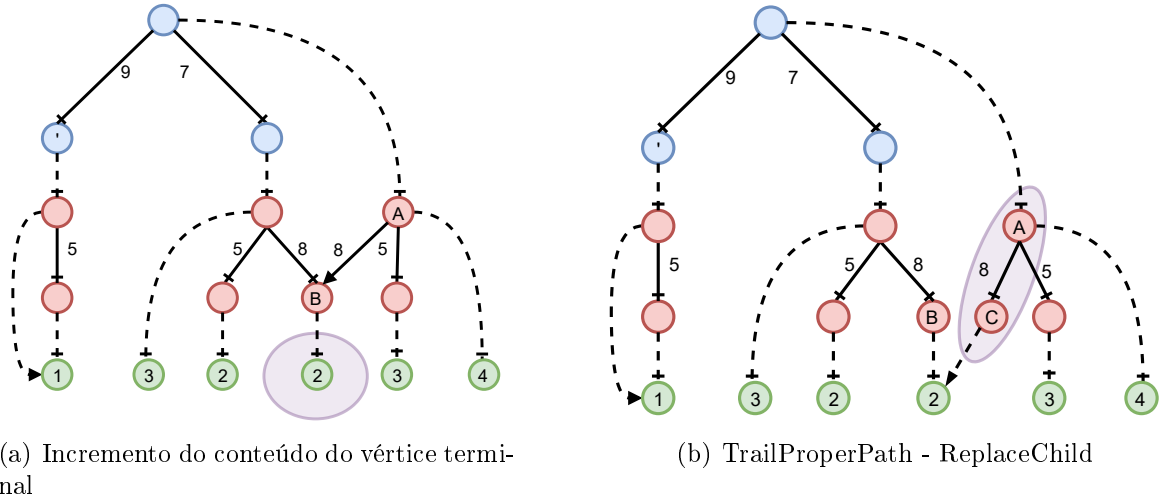 9 7
'
A
5 5 8 8 5
B
1 3 2 2 3 4
(a) Incremento do conteúdo do vértice termi-
nal
9 7
'
A
5 5 8 8 5
B C
1 3 2 2 3 4
(b) TrailProperPath - ReplaceChild